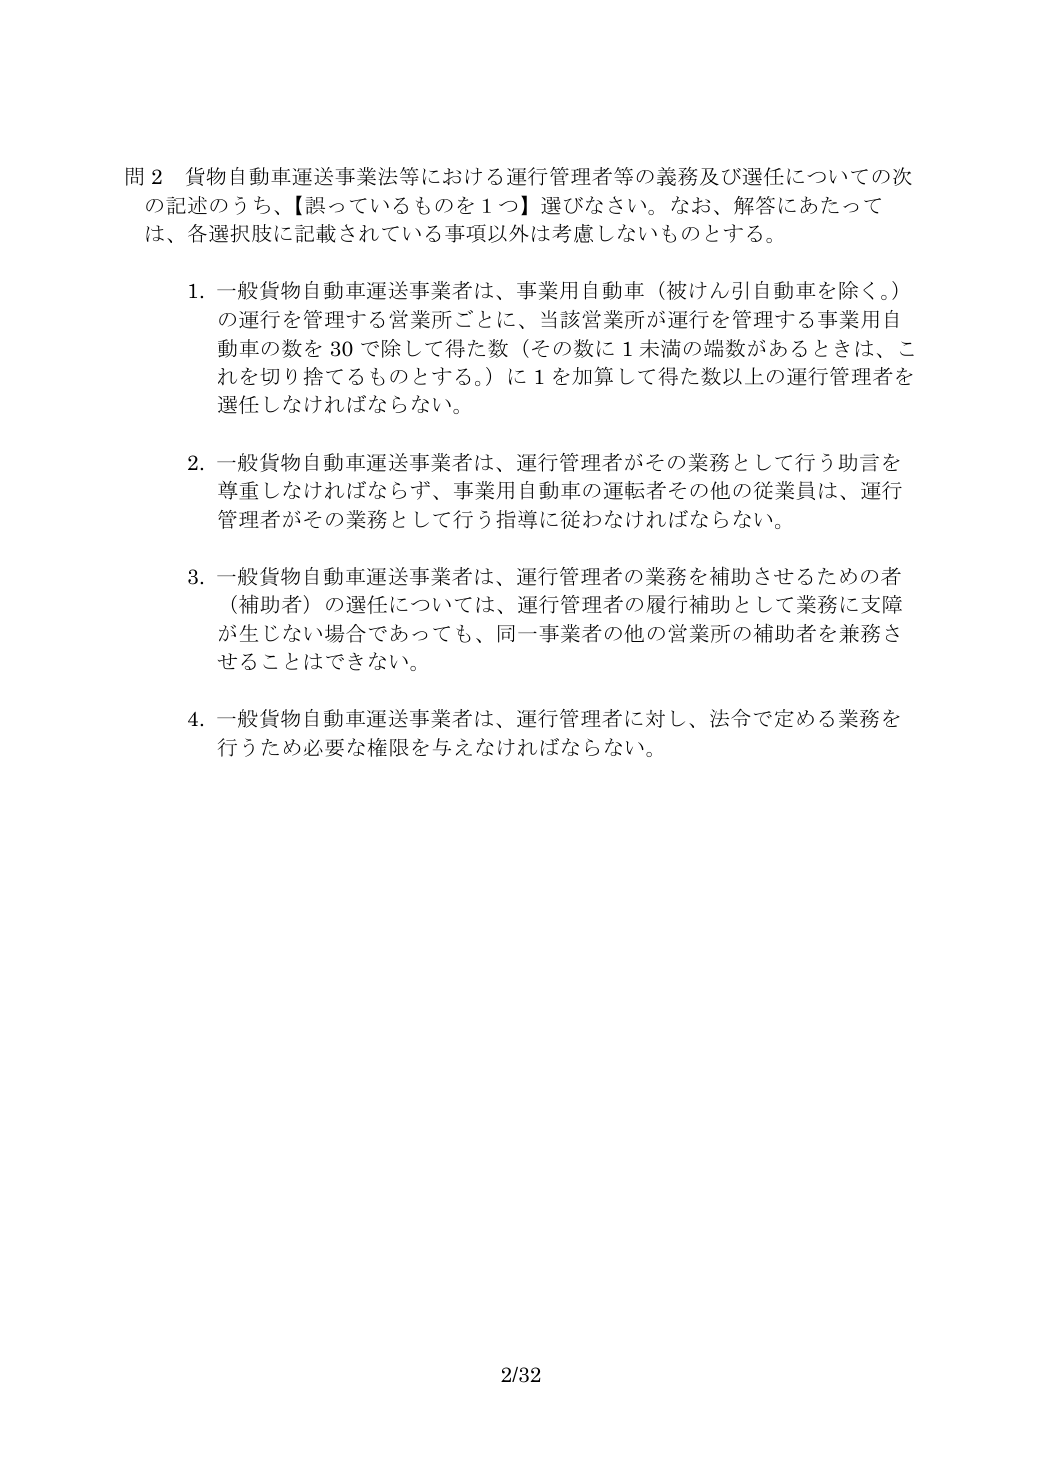 問 2　貨物自動車運送事業法等における運行管理者等の義務及び選任についての次
の記述のうち、【誤っているものを 1 つ】選びなさい。なお、解答にあたって
は、各選択肢に記載されている事項以外は考慮しないものとする。
1. 一般貨物自動車運送事業者は、事業用自動車（被けん引自動車を除く。）
の運行を管理する営業所ごとに、当該営業所が運行を管理する事業用自
動車の数を 30 で除して得た数（その数に 1 未満の端数があるときは、こ
れを切り捨てるものとする。）に 1 を加算して得た数以上の運行管理者を
選任しなければならない。
2. 一般貨物自動車運送事業者は、運行管理者がその業務として行う助言を
尊重しなければならず、事業用自動車の運転者その他の従業員は、運行
管理者がその業務として行う指導に従わなければならない。
3. 一般貨物自動車運送事業者は、運行管理者の業務を補助させるための者
（補助者）の選任については、運行管理者の履行補助として業務に支障
が生じない場合であっても、同一事業者の他の営業所の補助者を兼務さ
せることはできない。
4. 一般貨物自動車運送事業者は、運行管理者に対し、法令で定める業務を
行うため必要な権限を与えなければならない。
2/32